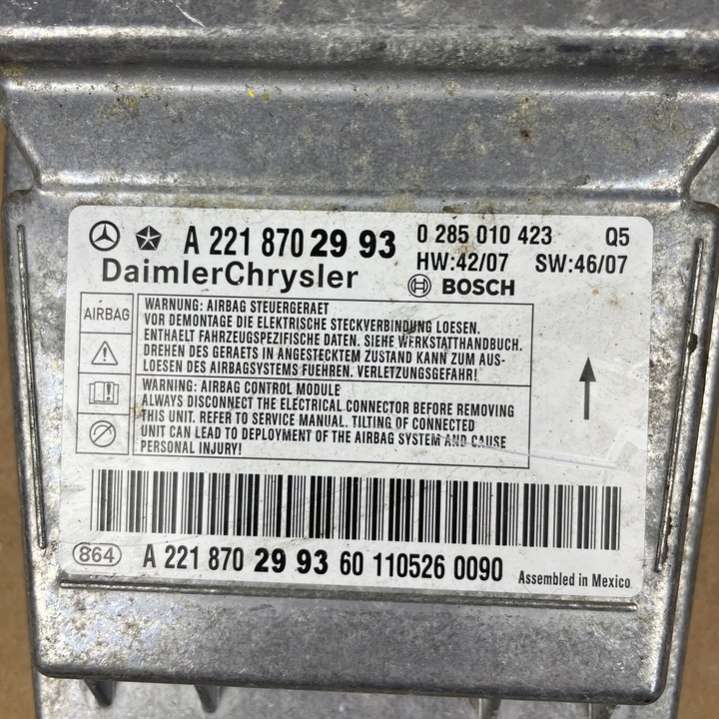 A 221 870 29 93 0 285 010 423 Q5
DaimlerChrysler HW:42/07 SW:46/07
BOSCH
AIRBAG
WARNUNG: AIRBAG STEUERGERAET
VOR DEMONTAGE DIE ELEKTRISCHE STECKVERBINDUNG LOESEN.
ENTHAELT FAHRZEUGSPEZIFISCHE DATEN. SIEHE WERKSTATTHANDBUCH.
DREHEN DES GERAETS IN ANGESTECKTEM ZUSTAND KANN ZUM AUS-
LOESEN DES AIRBAGSYSTEMS FUEHREN. VERLETZUNGSGEFAHR!
WARNING: AIRBAG CONTROL MODULE
ALWAYS DISCONNECT THE ELECTRICAL CONNECTOR BEFORE REMOVING
THIS UNIT. REFER TO SERVICE MANUAL. TILTING OF CONNECTED
UNIT CAN LEAD TO DEPLOYMENT OF THE AIRBAG SYSTEM AND CAUSE
PERSONAL INJURY!
864 A 221 870 29 93 60 110526 0090 Assembled in Mexico